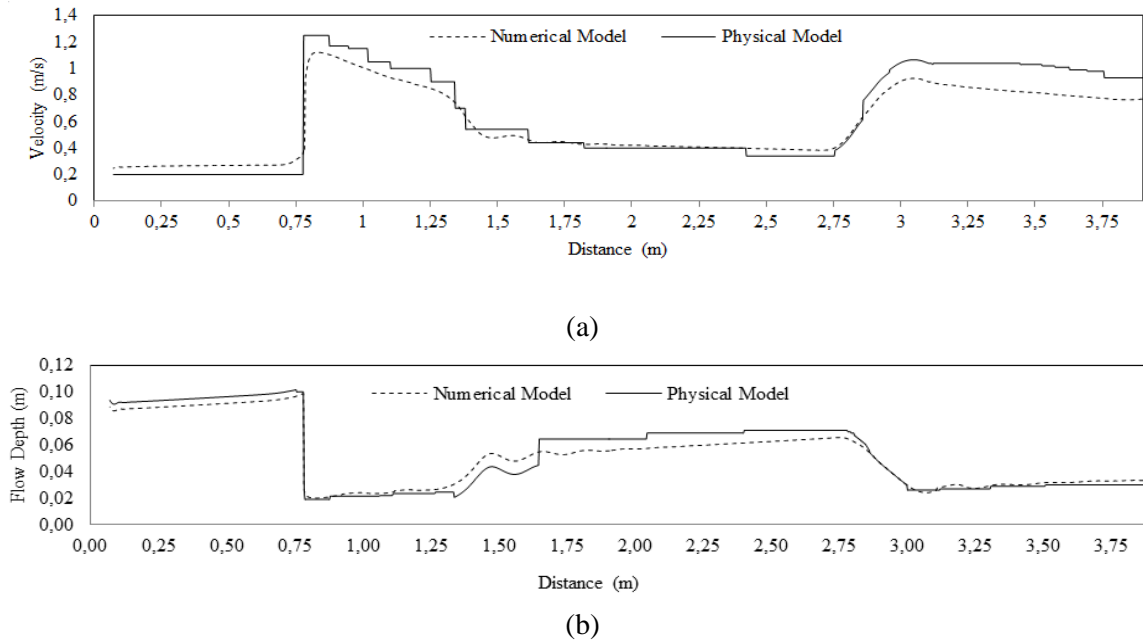 1,4
1,2
1
0,8
0,6
0,4
0,2
0
Velocity (m/s)
Numerical Model
Physical Model
0 0,25 0,5 0,75 1 1,25 1,5 1,75 2 2,25 2,5 2,75 3 3,25 3,5 3,75
Distance (m)
(a)
0,12
0,10
0,08
0,06
0,04
0,02
0,00
Flow Depth (m)
Numerical Model
Physical Model
0,00 0,25 0,50 0,75 1,00 1,25 1,50 1,75 2,00 2,25 2,50 2,75 3,00 3,25 3,50 3,75
Distance (m)
(b)